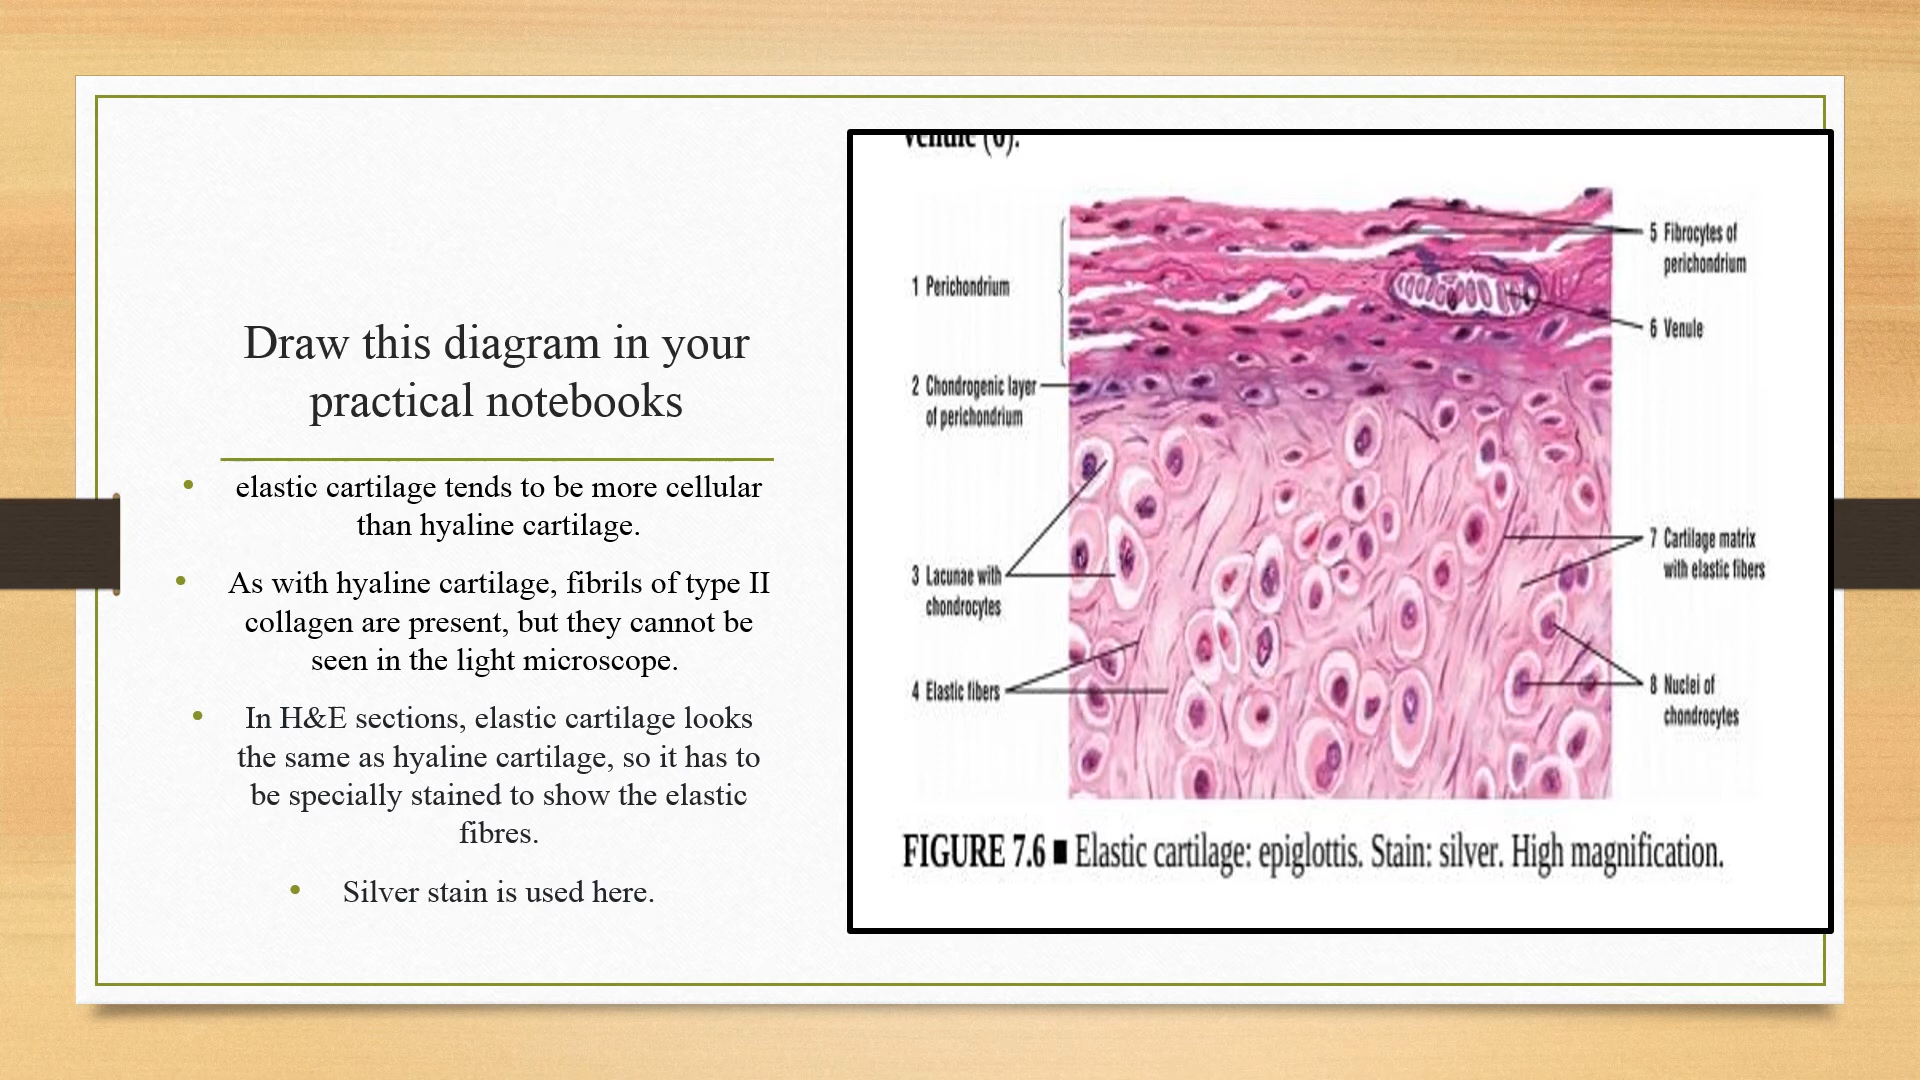 Draw this diagram in your
practical notebooks
• elastic cartilage tends to be more cellular
than hyaline cartilage.
• As with hyaline cartilage, fibrils of type II
collagen are present, but they cannot be
seen in the light microscope.
• In H&E sections, elastic cartilage looks
the same as hyaline cartilage, so it has to
be specially stained to show the elastic
fibres.
• Silver stain is used here.
venule (6).
1 Perichondrium
2 Chondrogenic layer
of perichondrium
3 Lacunae with
chondrocytes
4 Elastic fibers
5 Fibrocytes of
perichondrium
6 Venule
7 Cartilage matrix
with elastic fibers
8 Nuclei of
chondrocytes
FIGURE 7.6 ■ Elastic cartilage: epiglottis. Stain: silver. High magnification.